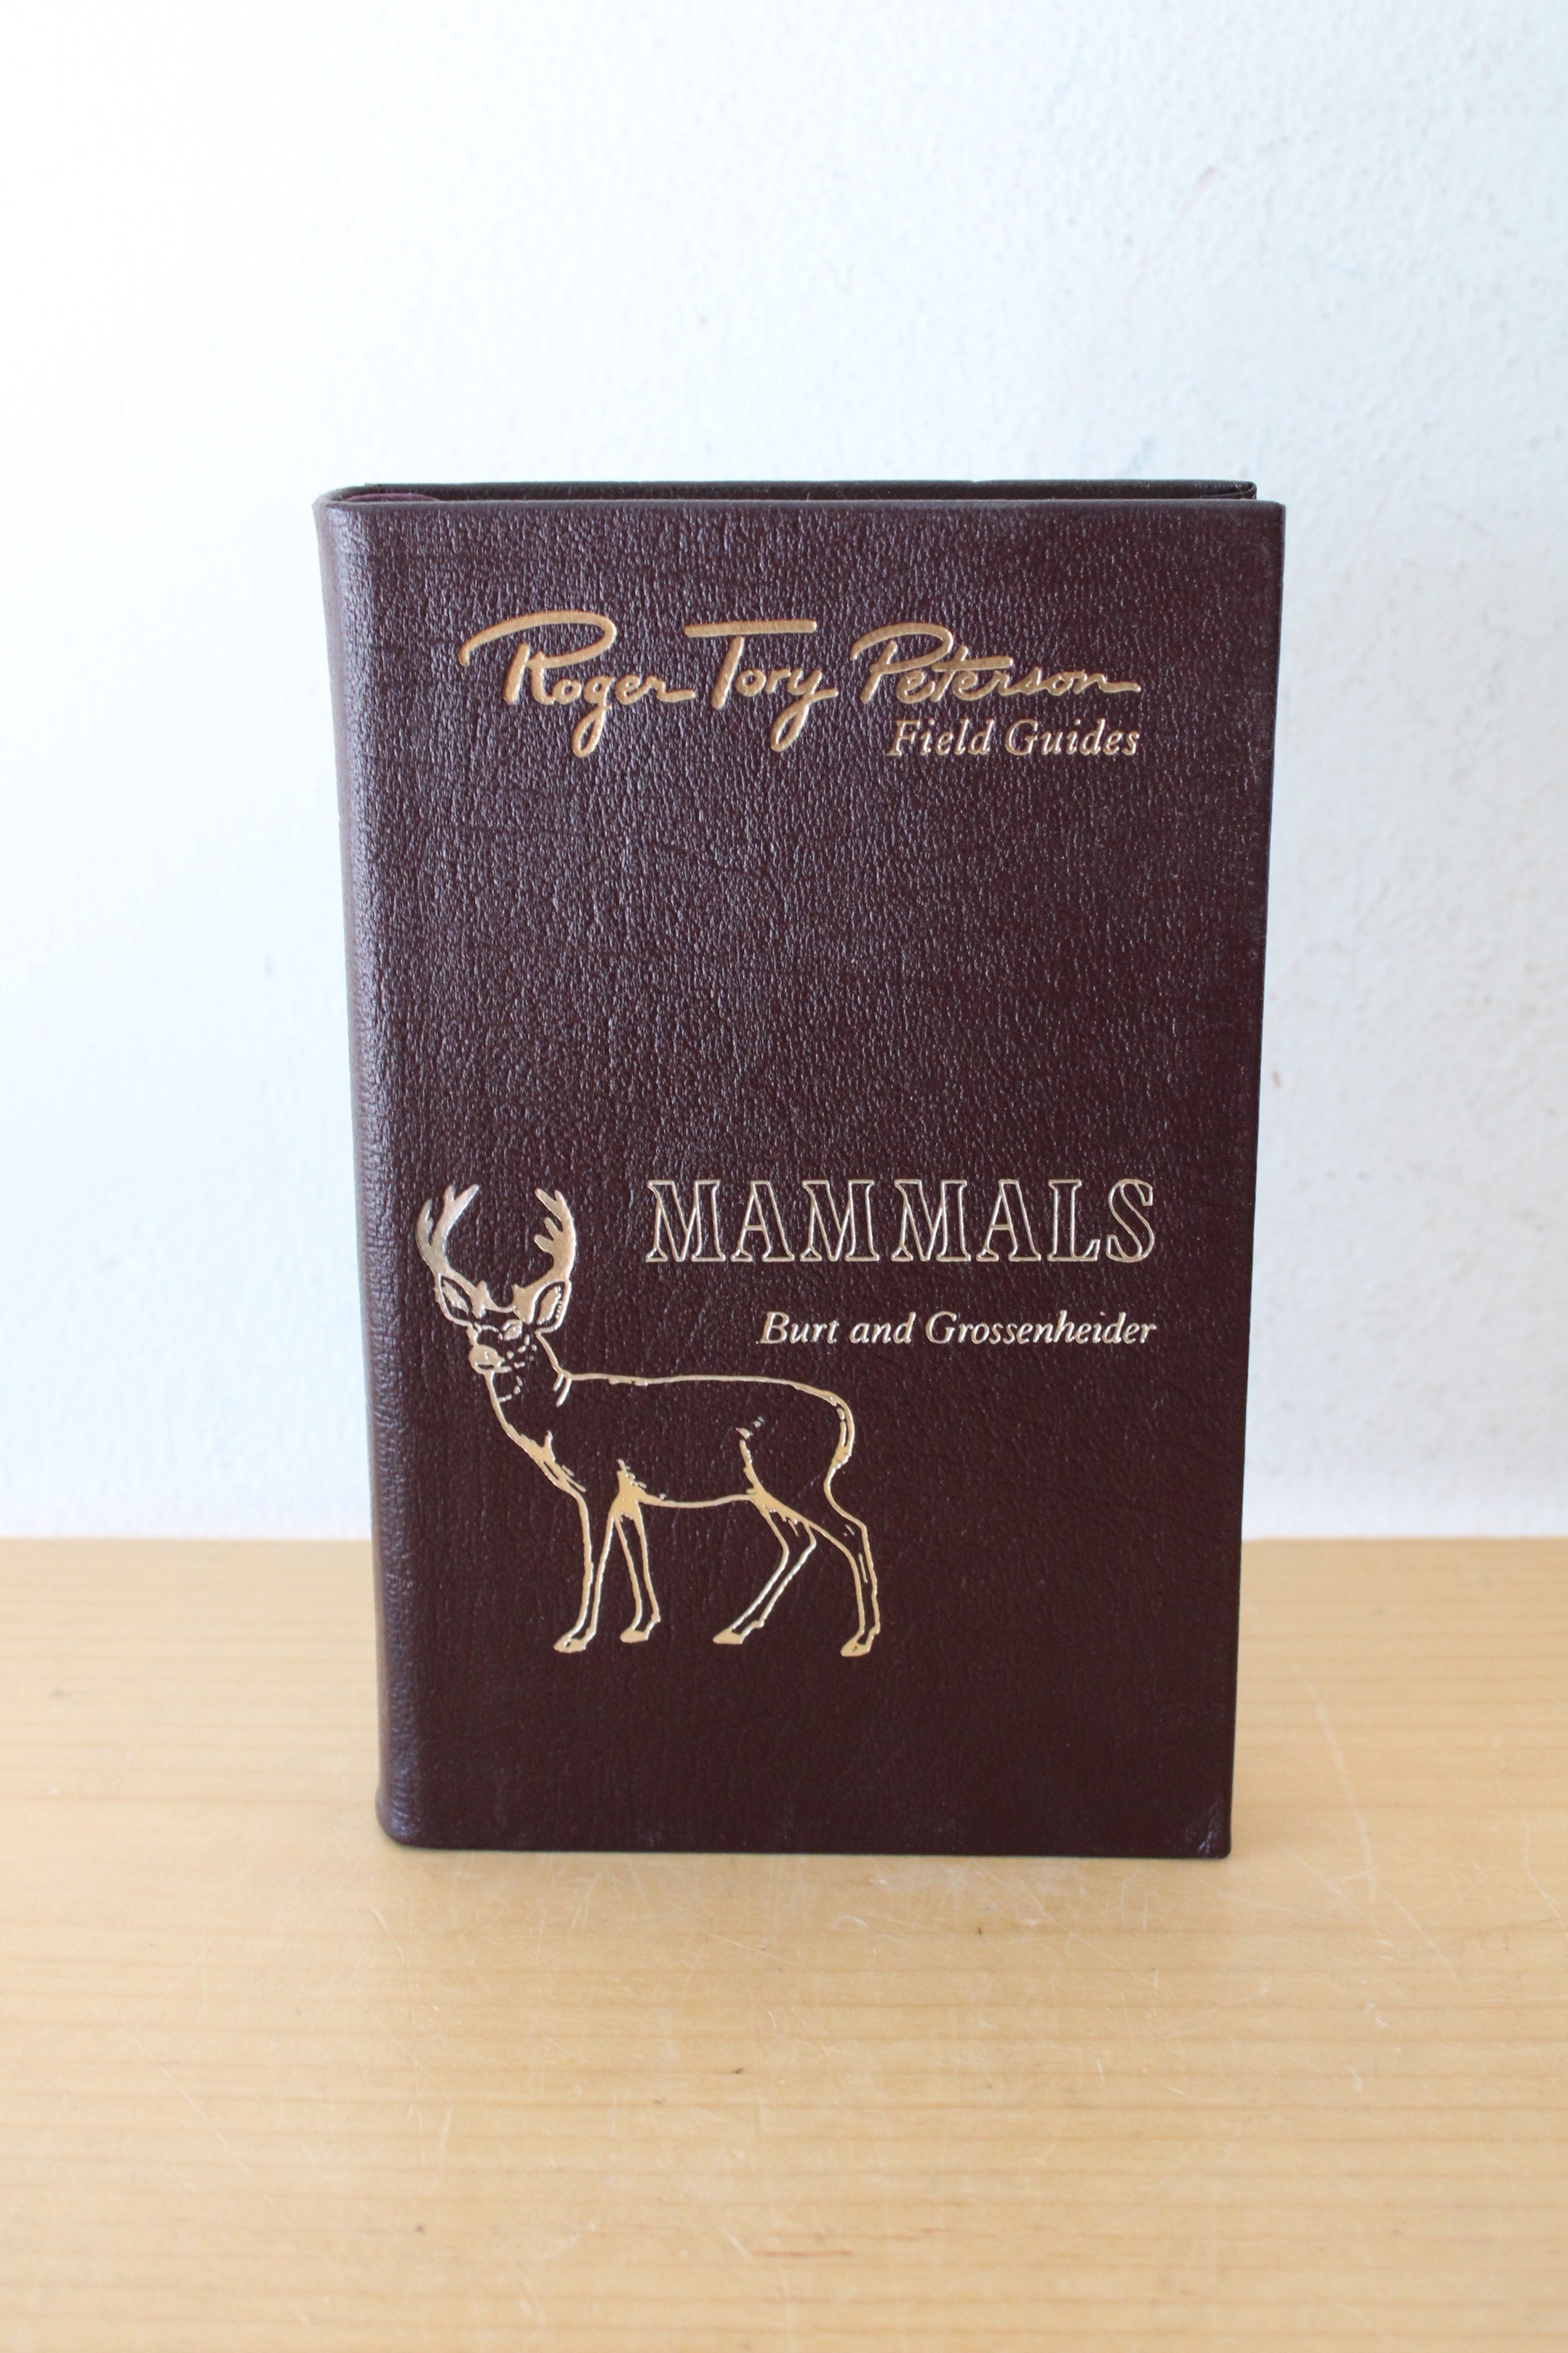 Roger Tory Peterson
Field Guides
MAMMALS
Burt and Grossenheider